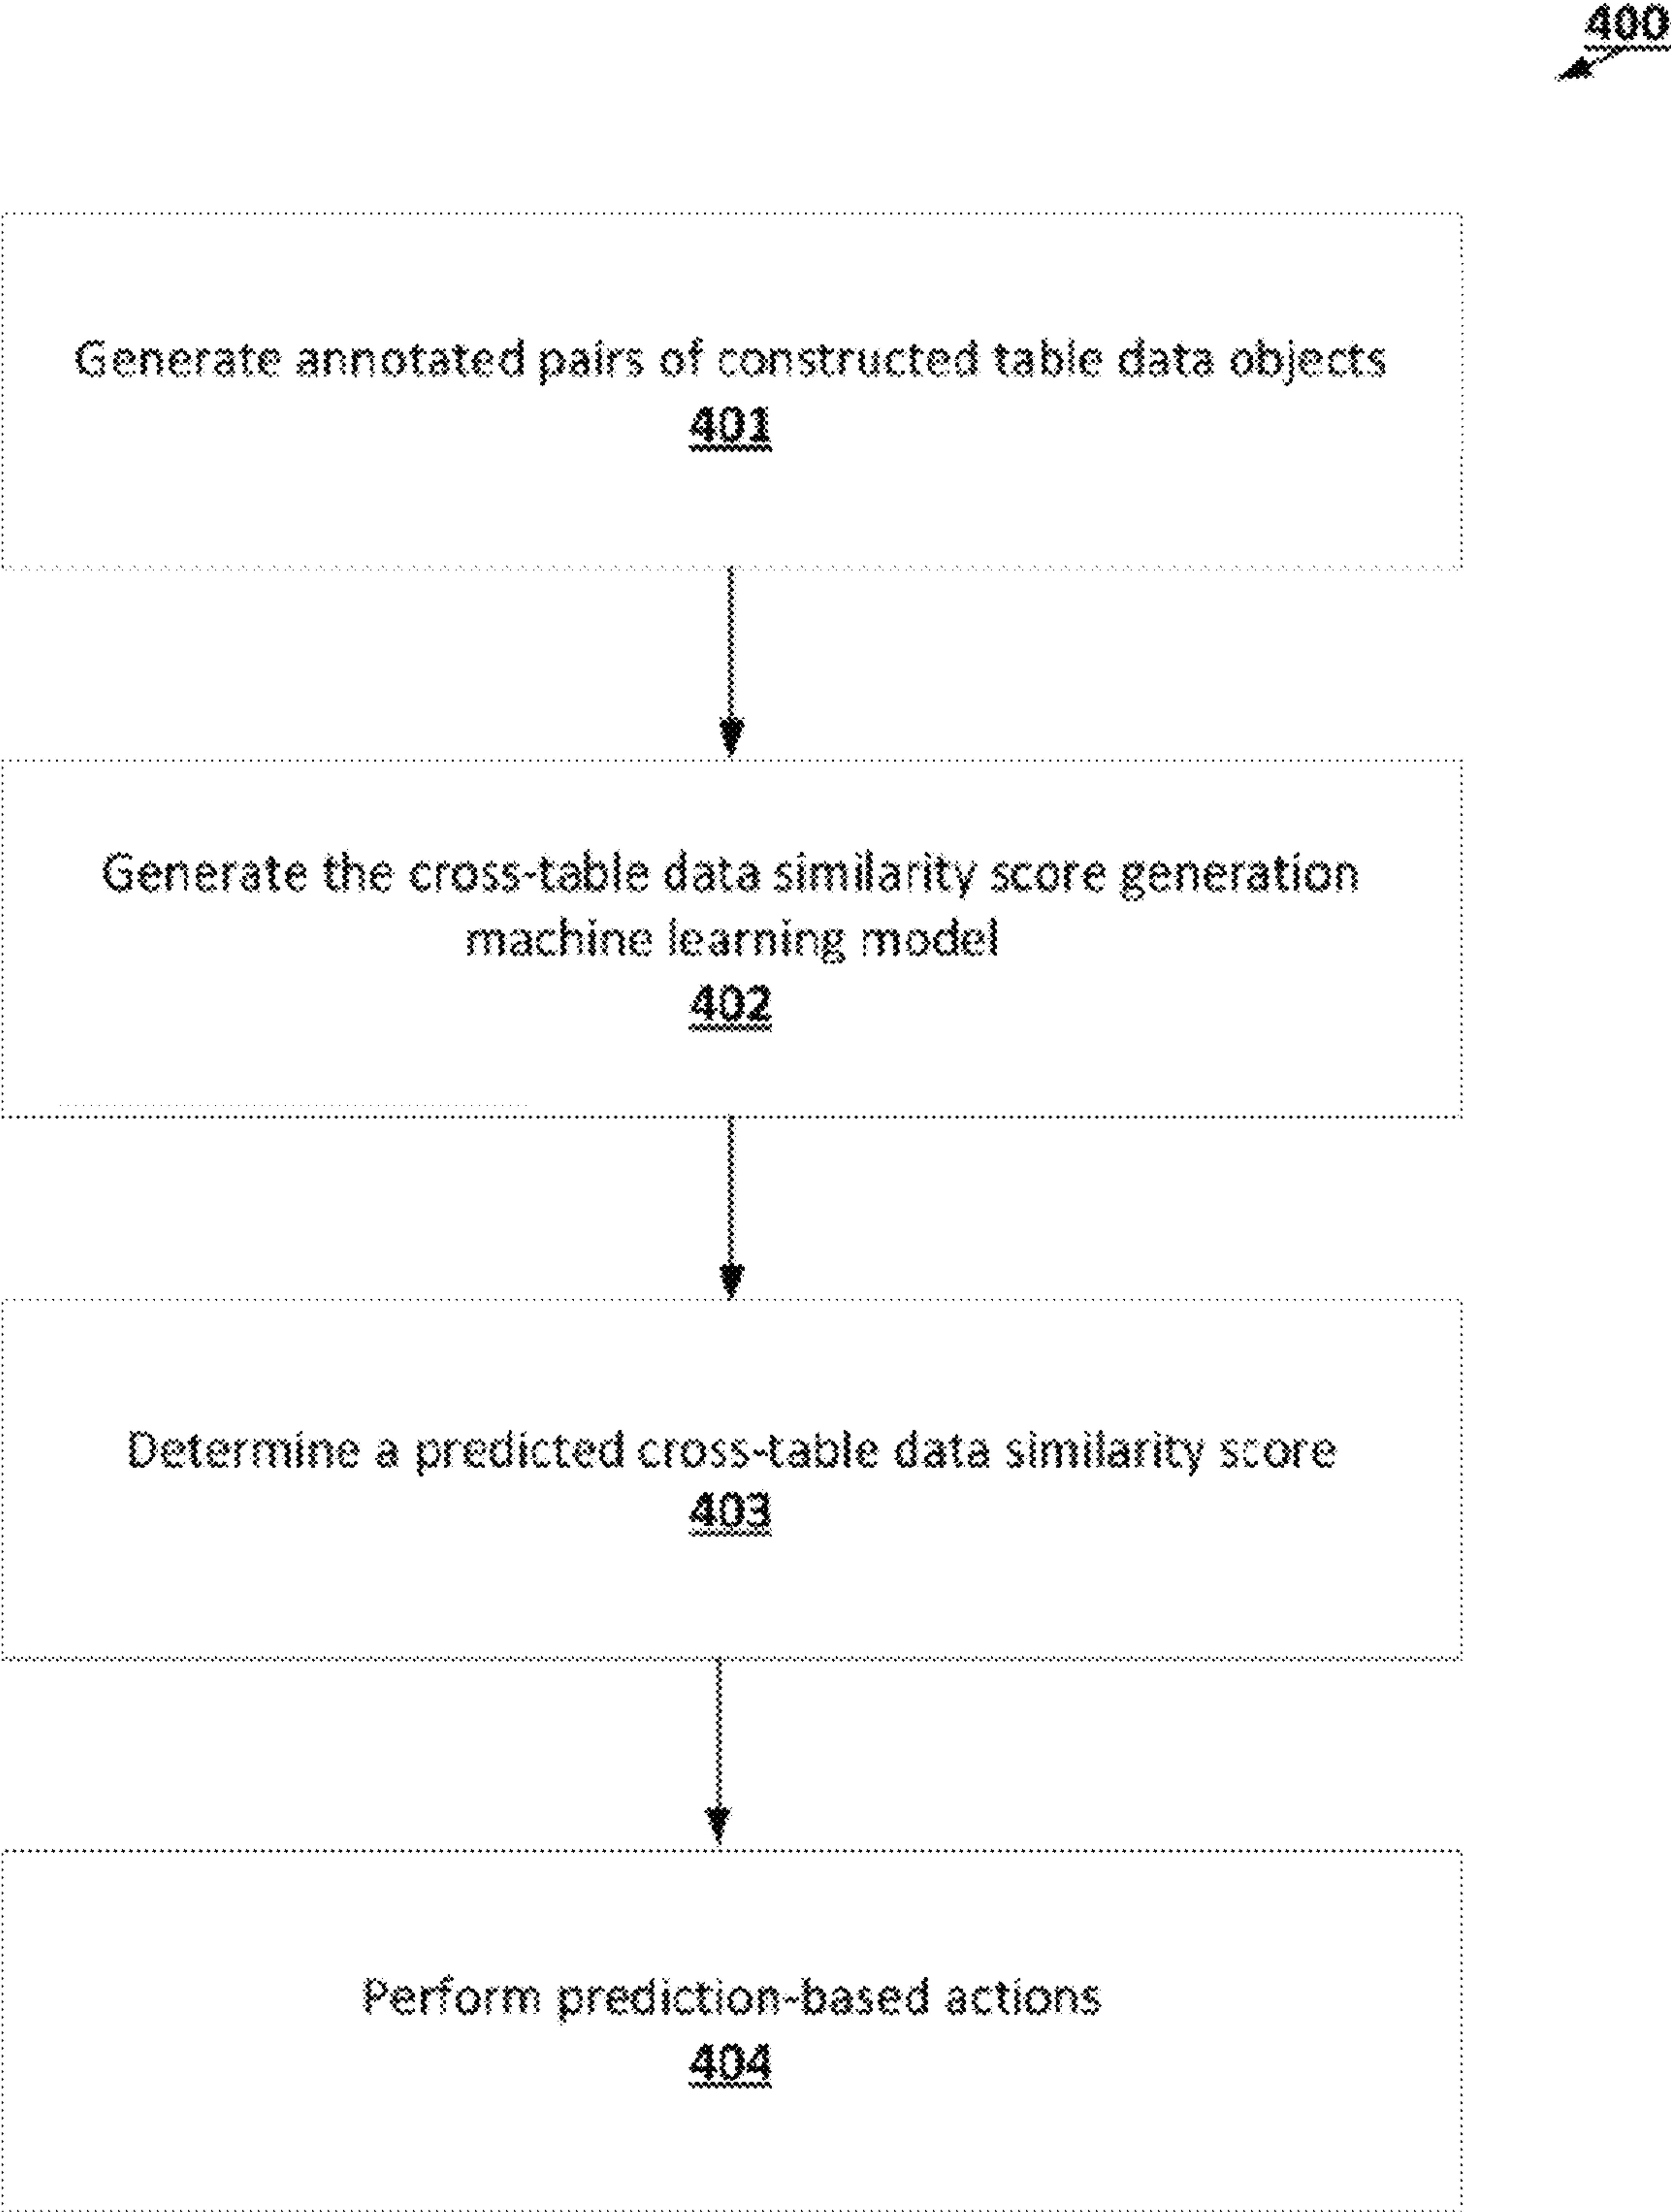 400
Generate annotated pairs of constructed table data objects
401
Generate the cross-table data similarity score generation
machine learning model
402
Determine a predicted cross-table data similarity score
403
Perform prediction-based actions
404